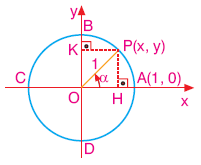 y
B
K
P(x, y)
1
α
C
O
H
A(1, 0)
x
D